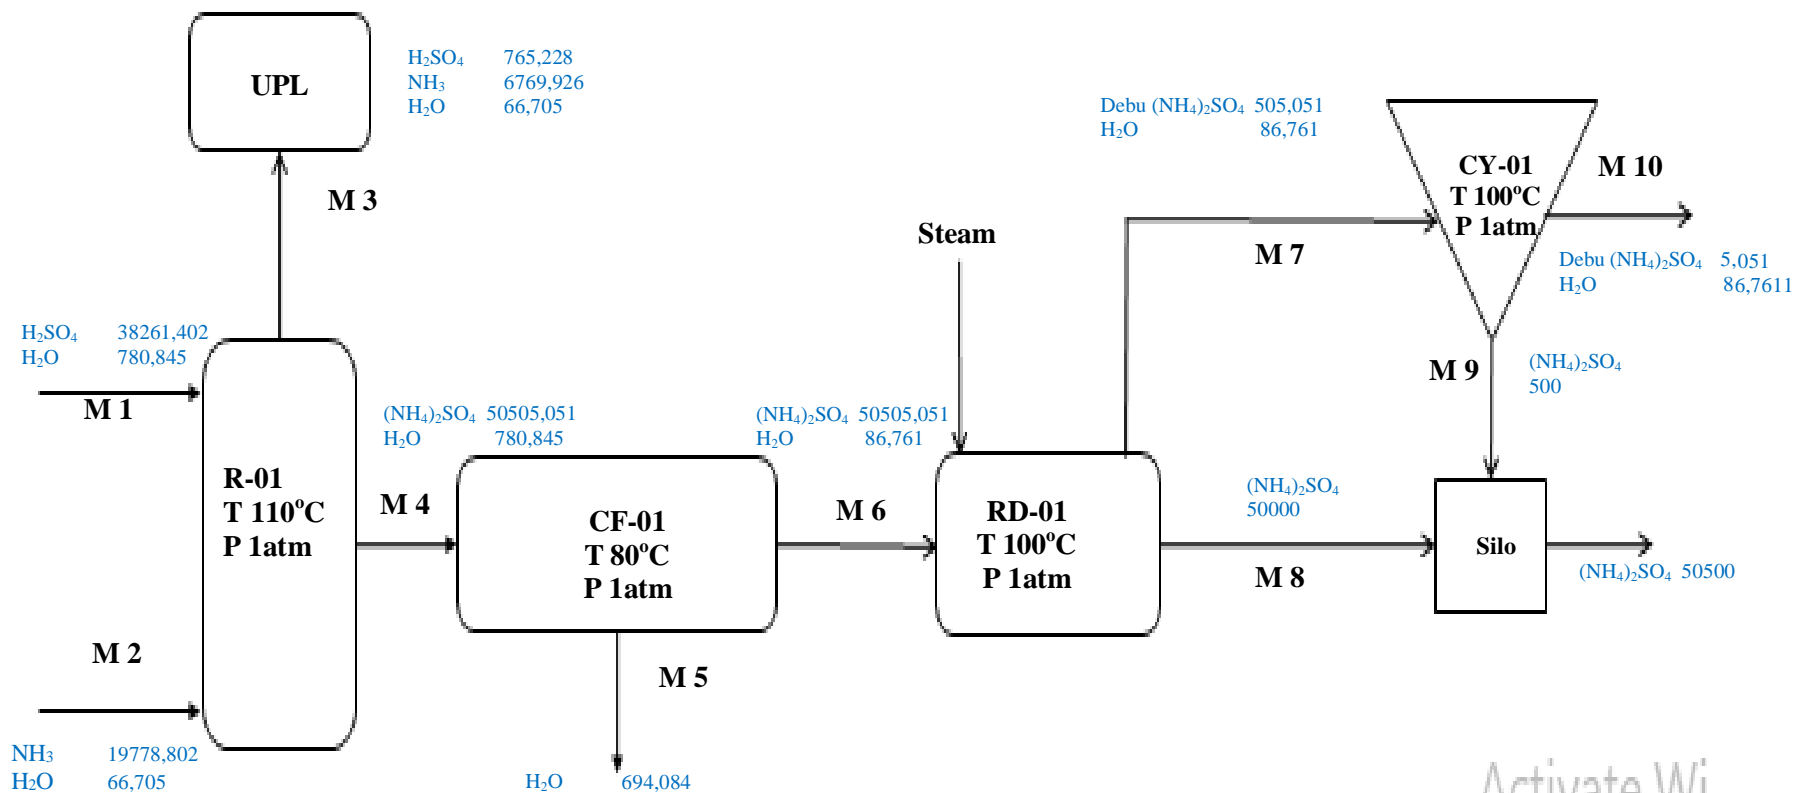 UPL
H₂SO₄ 765,228
NH₃ 6769,926
H₂O 66,705
M 3
H₂SO₄ 38261,402
H₂O 780,845
M 1
R-01
T 110°C
P 1atm
M 2
NH₃ 19778,802
H₂O 66,705
(NH₄)₂SO₄ 50505,051
H₂O 780,845
M 4
CF-01
T 80°C
P 1atm
M 5
H₂O 694,084
(NH₄)₂SO₄ 50505,051
H₂O 86,761
M 6
Steam
RD-01
T 100°C
P 1atm
Debu (NH₄)₂SO₄ 505,051
H₂O 86,761
M 7
CY-01
T 100°C
P 1atm
M 10
Debu (NH₄)₂SO₄ 5,051
H₂O 86,7611
M 9
(NH₄)₂SO₄
500
(NH₄)₂SO₄
50000
M 8
Silo
(NH₄)₂SO₄ 50500
Activate Wi